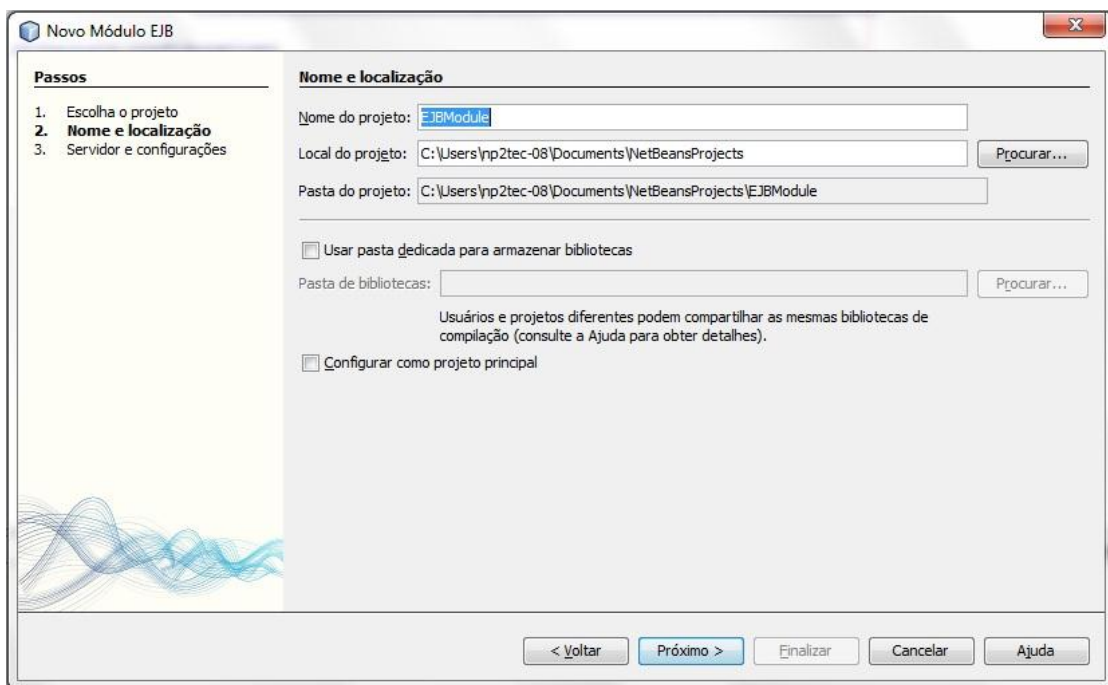 Novo Módulo EJB
Passos
1. Escolha o projeto
2. Nome e localização
3. Servidor e configurações
Nome e localização
Nome do projeto: EJBModule
Local do projeto: C:\Users\np2tec-08\Documents\NetBeansProjects Procurar...
Pasta do projeto: C:\Users\np2tec-08\Documents\NetBeansProjects\EJBModule
Usar pasta dedicada para armazenar bibliotecas
Pasta de bibliotecas: Procurar...
Usuários e projetos diferentes podem compartilhar as mesmas bibliotecas de
compilação (consulte a Ajuda para obter detalhes).
Configurar como projeto principal
< Voltar Próximo > Finalizar Cancelar Ajuda